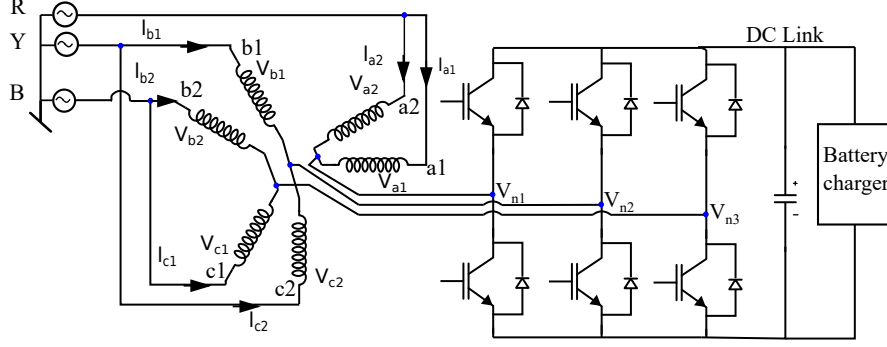 R
Y
B
I_b1
I_b2
b1
b2
V_b1
V_b2
I_a2
I_a1
V_a2
a2
a1
V_a1
V_c1
I_c1
c1
c2
V_c2
I_c2
V_n1
V_n2
V_n3
DC Link
+
−
Battery
charger